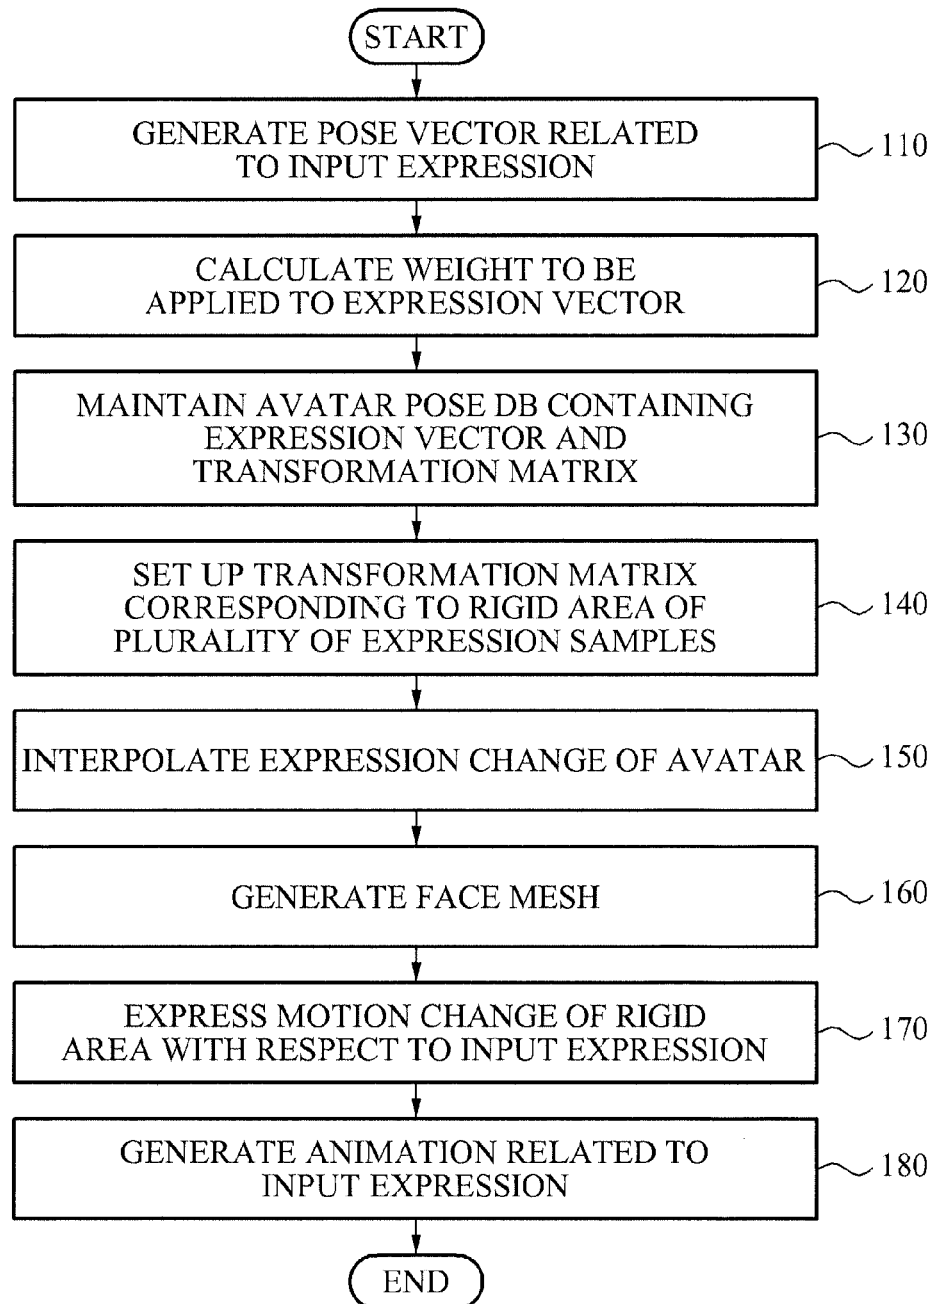 START
GENERATE POSE VECTOR RELATED
TO INPUT EXPRESSION
110
CALCULATE WEIGHT TO BE
APPLIED TO EXPRESSION VECTOR
120
MAINTAIN AVATAR POSE DB CONTAINING
EXPRESSION VECTOR AND
TRANSFORMATION MATRIX
130
SET UP TRANSFORMATION MATRIX
CORRESPONDING TO RIGID AREA OF
PLURALITY OF EXPRESSION SAMPLES
140
INTERPOLATE EXPRESSION CHANGE OF AVATAR
150
GENERATE FACE MESH
160
EXPRESS MOTION CHANGE OF RIGID
AREA WITH RESPECT TO INPUT EXPRESSION
170
GENERATE ANIMATION RELATED TO
INPUT EXPRESSION
180
END